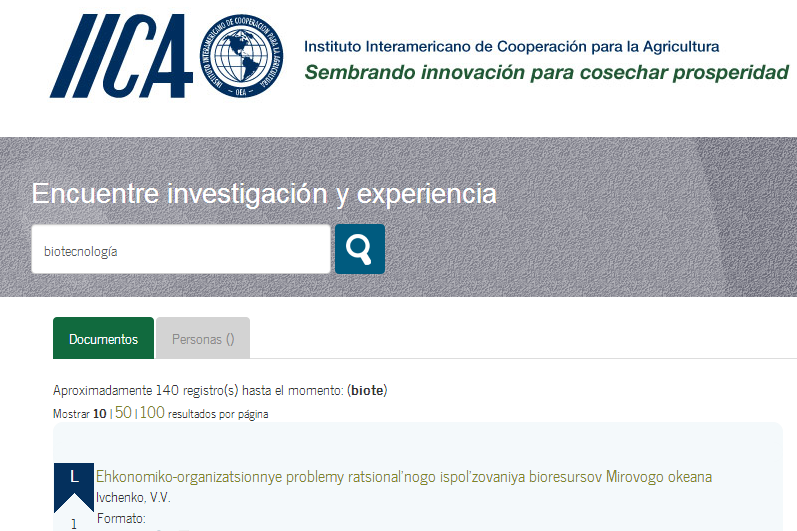 IICA
INSTITUTO INTERAMERICANO DE COOPERACION PARA LA AGRICULTURA
– OEA –
Instituto Interamericano de Cooperación para la Agricultura
Sembrando innovación para cosechar prosperidad
Encuentre investigación y experiencia
biotecnología
Documentos Personas ()
Aproximadamente 140 registro(s) hasta el momento: (biote)
Mostrar 10 | 50 | 100 resultados por página
L Ehkonomiko-organizatsionnye problemy ratsional'nogo ispol'zovaniya bioresursov Mirovogo okeana
Ivchenko, V.V.
1 Formato: